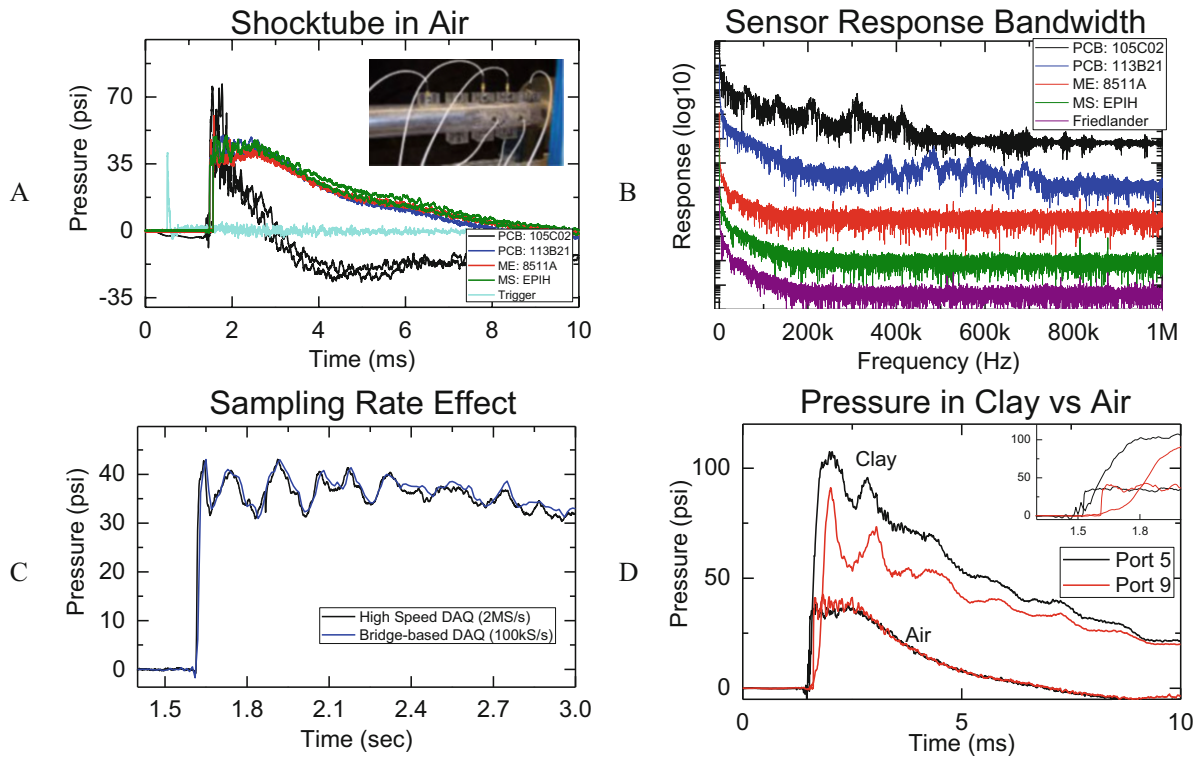 A
Shocktube in Air
Pressure (psi)
70
35
0
-35
0
2
4
6
8
10
Time (ms)
PCB: 105C02
PCB: 113B21
ME: 8511A
MS: EPIH
Trigger
B
Sensor Response Bandwidth
Response (log10)
PCB: 105C02
PCB: 113B21
ME: 8511A
MS: EPIH
Friedlander
0
200k
400k
600k
800k
1M
Frequency (Hz)
C
Sampling Rate Effect
Pressure (psi)
50
40
30
20
10
0
1.5
1.8
2.1
2.4
2.7
3.0
Time (sec)
High Speed DAQ (2MS/s)
Bridge-based DAQ (100kS/s)
D
Pressure in Clay vs Air
Pressure (psi)
100
50
0
0
5
10
Time (ms)
Clay
Air
100
75
50
25
0
1.5
1.8
Port 5
Port 9